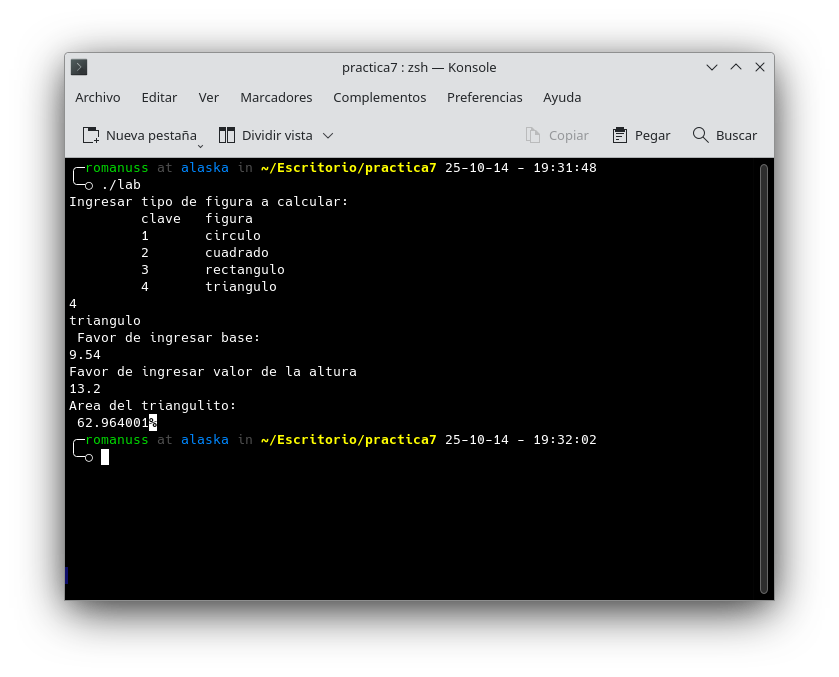 practica7 : zsh — Konsole
Archivo Editar Ver Marcadores Complementos Preferencias Ayuda
Nueva pestaña Dividir vista Copiar Pegar Buscar
romanuss at alaska in ~/Escritorio/practica7 25-10-14 - 19:31:48
./lab
Ingresar tipo de figura a calcular:
clave figura
1 circulo
2 cuadrado
3 rectangulo
4 triangulo
4
triangulo
Favor de ingresar base:
9.54
Favor de ingresar valor de la altura
13.2
Area del triangulito:
62.964001%
romanuss at alaska in ~/Escritorio/practica7 25-10-14 - 19:32:02